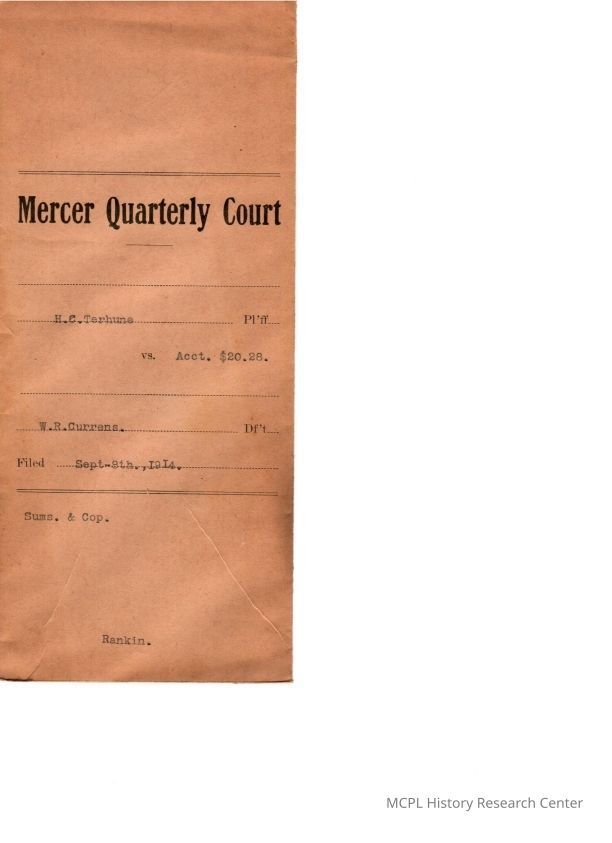 Mercer Quarterly Court
H.C.Terhune Pl'ff.
vs. Acct. $20.28.
W.R.Currens. Df't.
Filed Sept-8th.,1914.
Sums. & Cop.
Rankin.
MCPL History Research Center